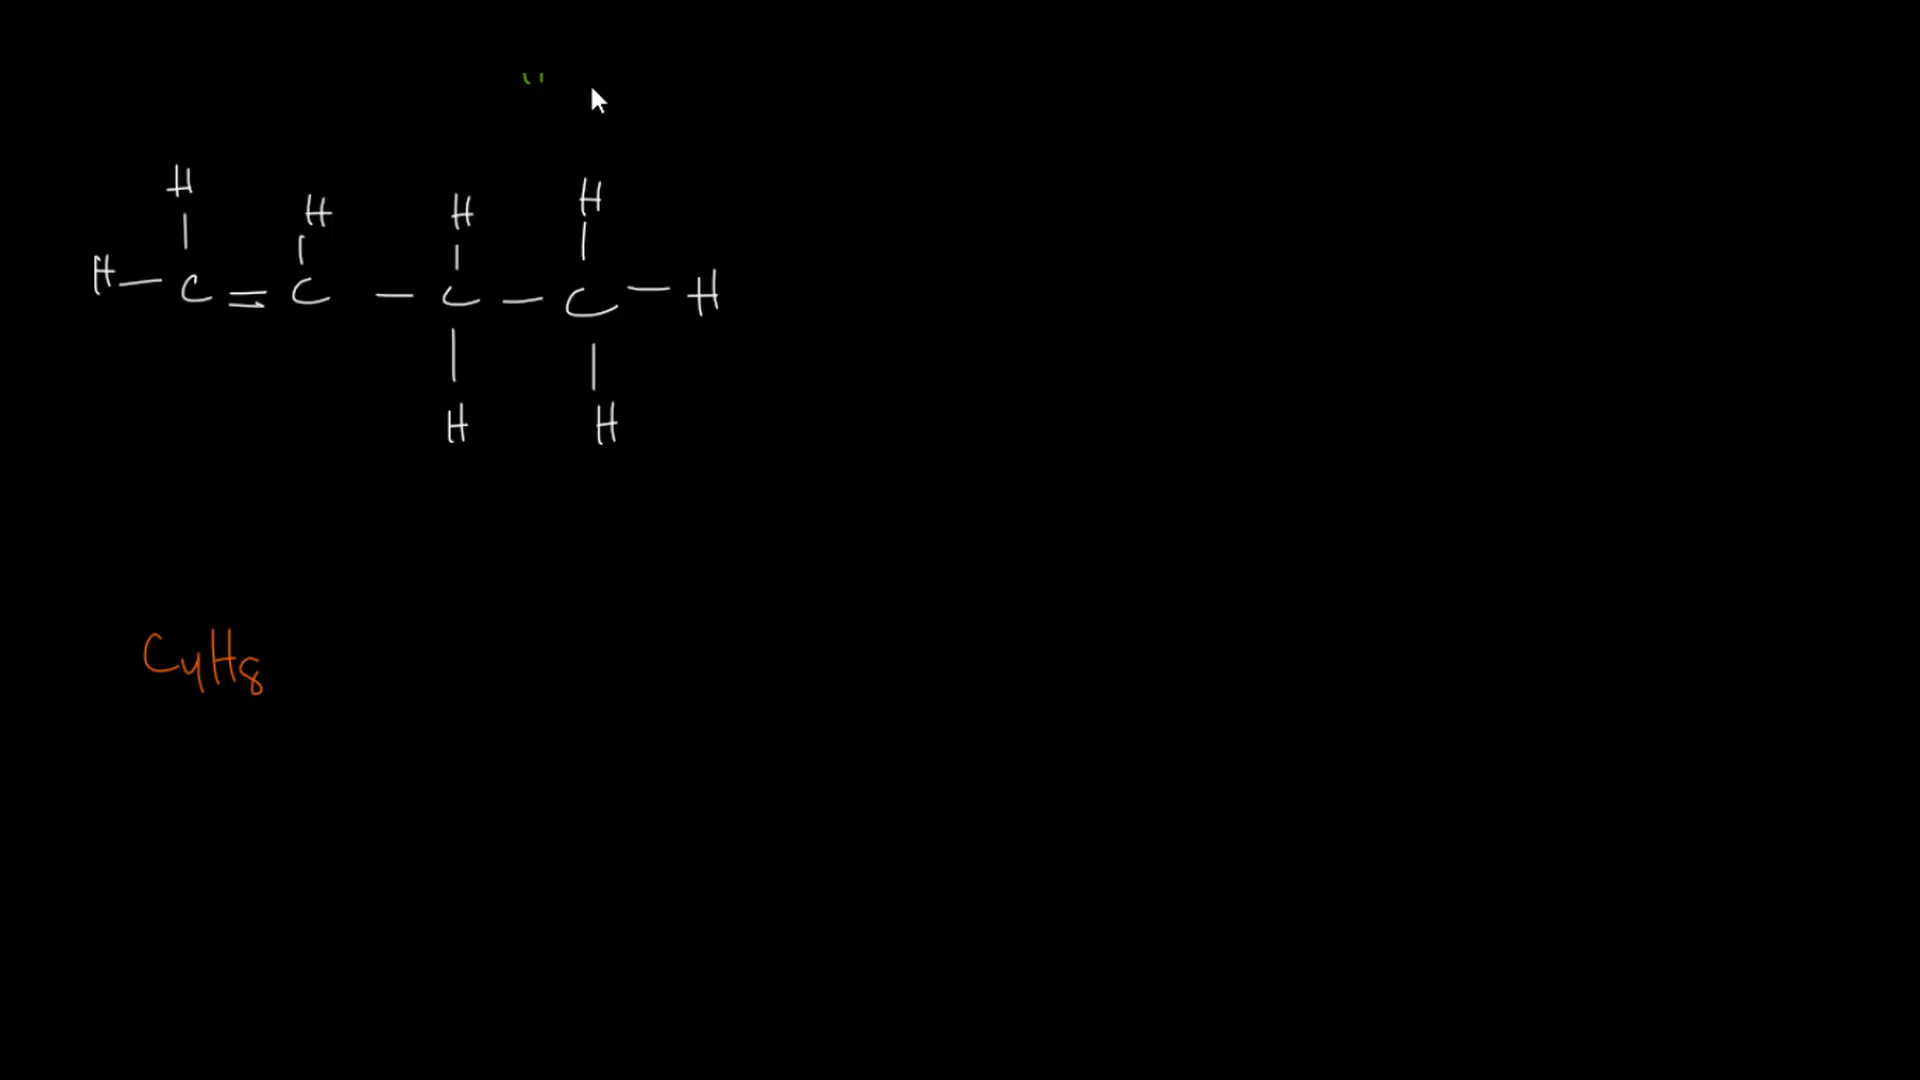 "
H H H H
H — C = C — C — C — H
H H
C4H8